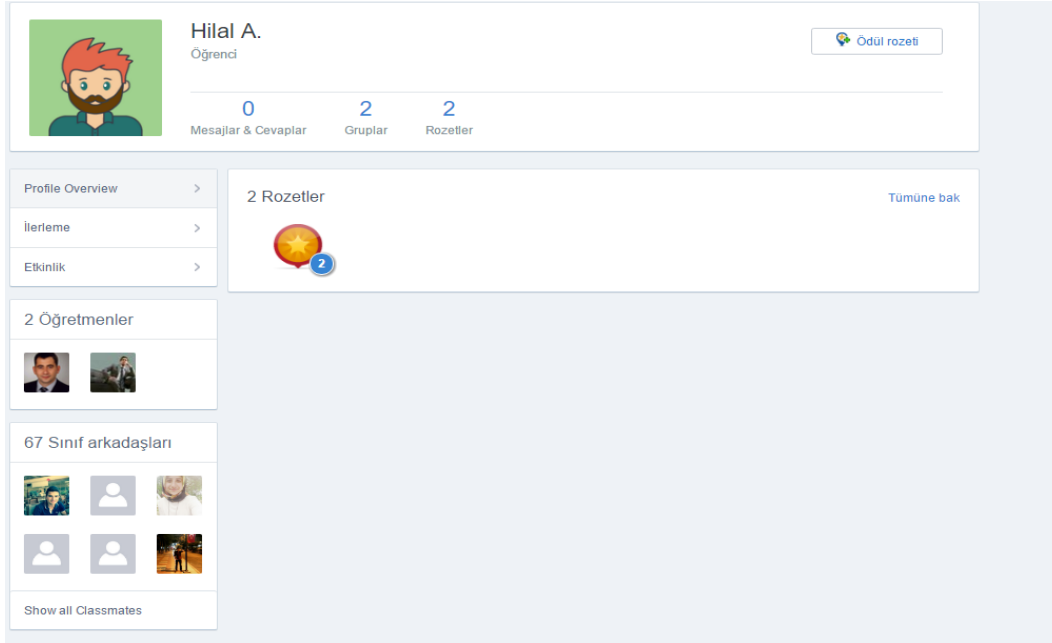 Hilal A.
Öğrenci
Ödül rozeti
0 2 2
Mesajlar & Cevaplar Gruplar Rozetler
Profile Overview
İlerleme
Etkinlik
2 Rozetler
Tümüne bak
2
2 Öğretmenler
67 Sınıf arkadaşları
Show all Classmates